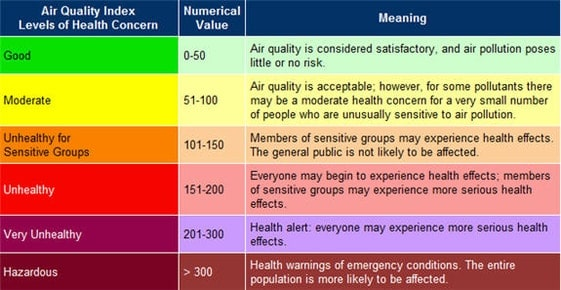 Air Quality Index
Levels of Health Concern
Numerical
Value
Meaning
Good
0-50
Air quality is considered satisfactory, and air pollution poses
little or no risk.
Moderate
51-100
Air quality is acceptable; however, for some pollutants there
may be a moderate health concern for a very small number
of people who are unusually sensitive to air pollution.
Unhealthy for
Sensitive Groups
101-150
Members of sensitive groups may experience health effects.
The general public is not likely to be affected.
Unhealthy
151-200
Everyone may begin to experience health effects; members
of sensitive groups may experience more serious health
effects.
Very Unhealthy
201-300
Health alert: everyone may experience more serious health
effects.
Hazardous
> 300
Health warnings of emergency conditions. The entire
population is more likely to be affected.